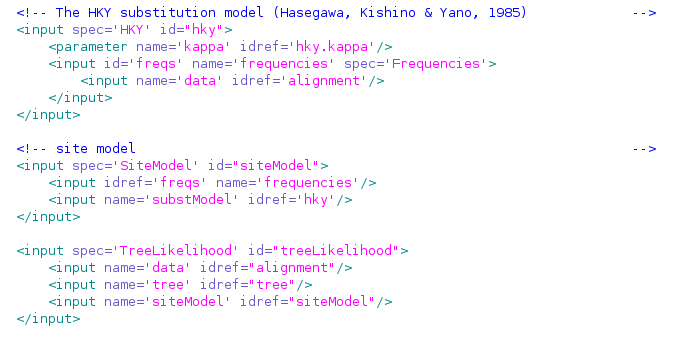 <!-- The HKY substitution model (Hasegawa, Kishino & Yano, 1985)             -->
<input spec='HKY' id="hky">
    <parameter name='kappa' idref='hky.kappa'/>
    <input id='freqs' name='frequencies' spec='Frequencies'>
        <input name='data' idref='alignment'/>
    </input>
</input>

<!-- site model                                                               -->
<input spec='SiteModel' id="siteModel">
    <input idref='freqs' name='frequencies'/>
    <input name='substModel' idref='hky'/>
</input>

<input spec='TreeLikelihood' id="treeLikelihood">
    <input name='data' idref="alignment"/>
    <input name='tree' idref="tree"/>
    <input name='siteModel' idref="siteModel"/>
</input>